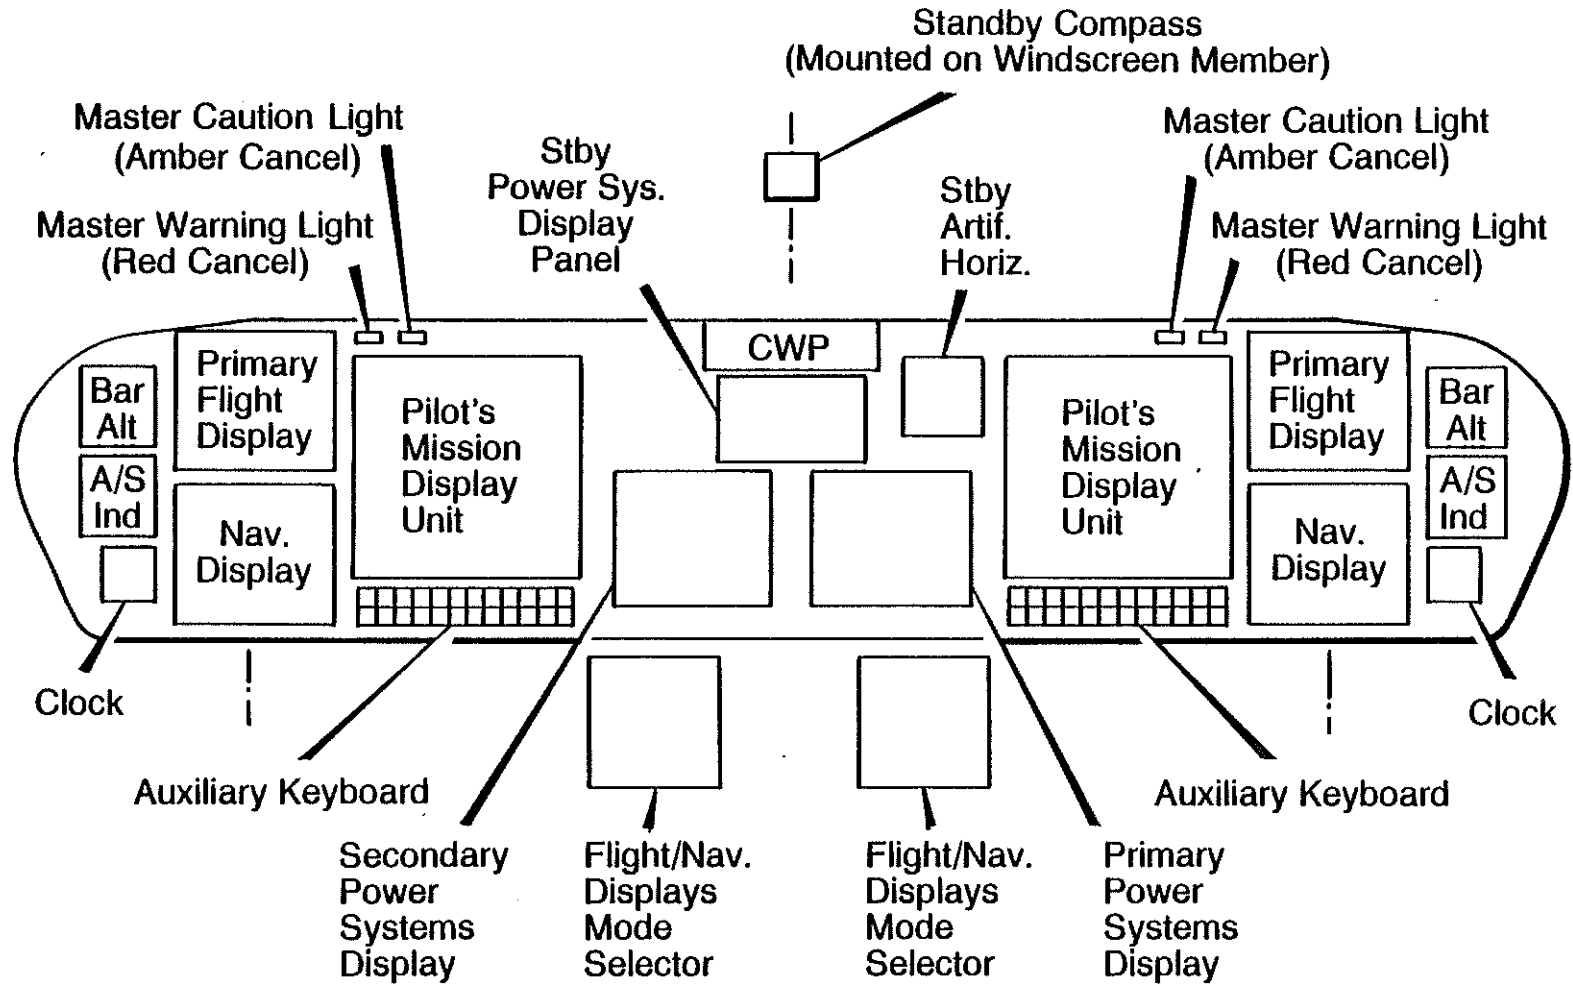 Standby Compass
(Mounted on Windscreen Member)
Master Caution Light
(Amber Cancel)
Master Warning Light
(Red Cancel)
Stby
Power Sys.
Display
Panel
Stby
Artif.
Horiz.
Master Caution Light
(Amber Cancel)
Master Warning Light
(Red Cancel)
Bar
Alt
A/S
Ind
Primary
Flight
Display
Nav.
Display
Pilot's
Mission
Display
Unit
CWP
Pilot's
Mission
Display
Unit
Primary
Flight
Display
Nav.
Display
Bar
Alt
A/S
Ind
Clock
Clock
Auxiliary Keyboard
Auxiliary Keyboard
Secondary
Power
Systems
Display
Flight/Nav.
Displays
Mode
Selector
Flight/Nav.
Displays
Mode
Selector
Primary
Power
Systems
Display